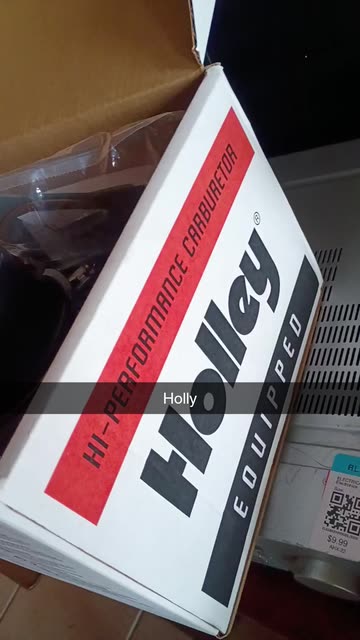 HI-PERFORMANCE CARBURETOR
Holley®
EQUIPPED
Holly
$9.99